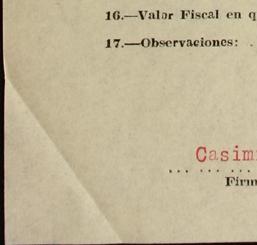 16.—Valor Fiscal en q
17.—Observaciones: .
Casim
Firm